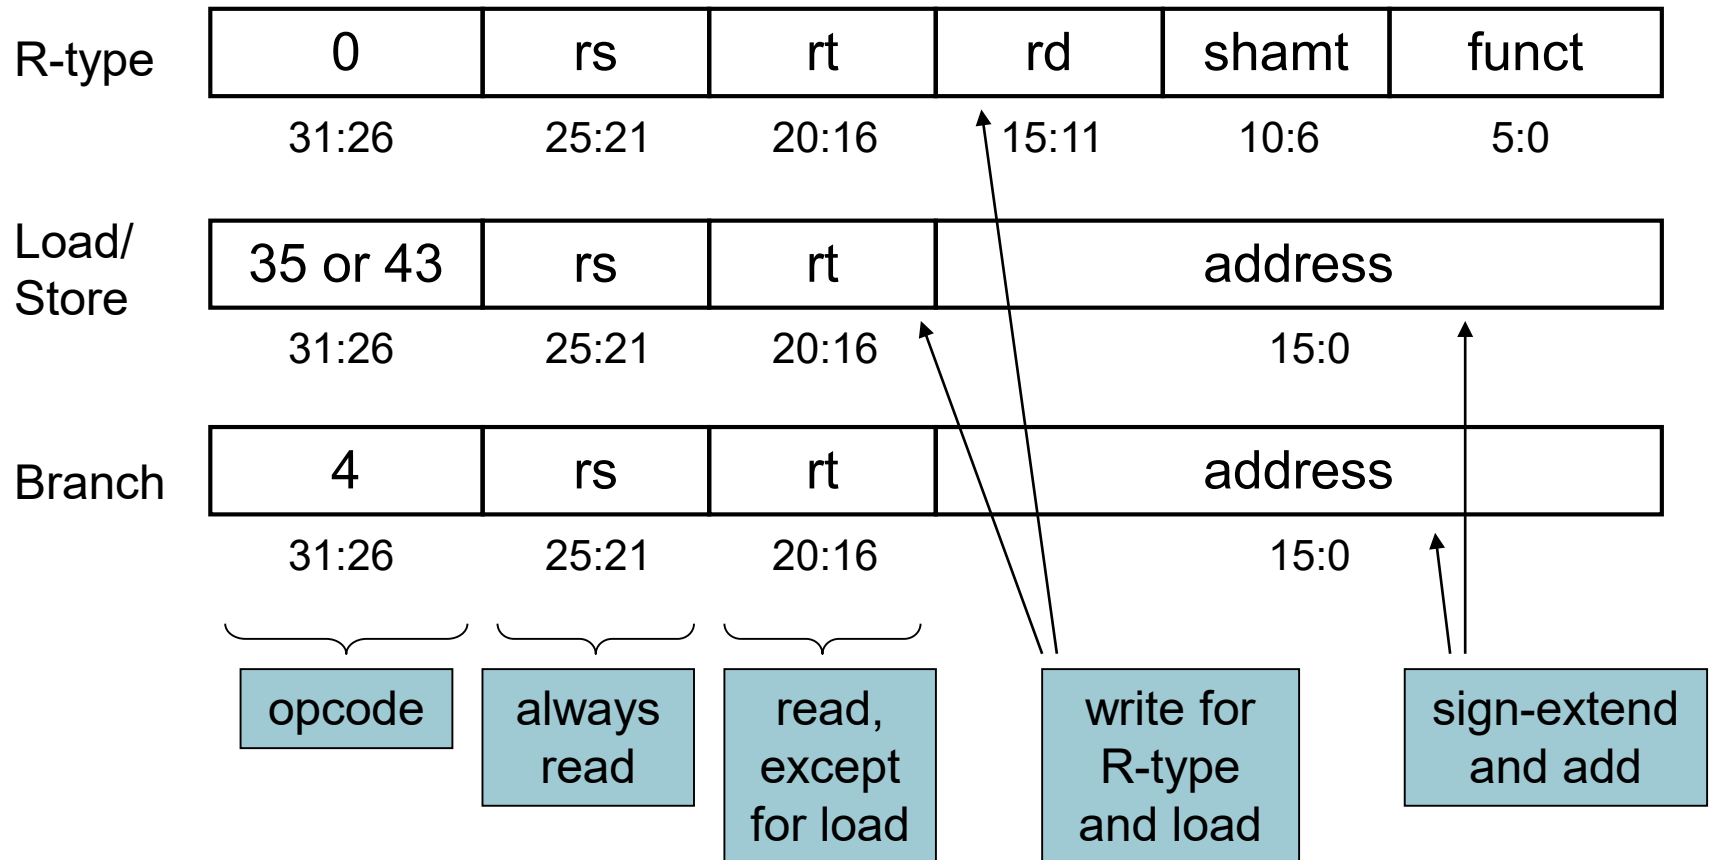 R-type 0 rs rt rd shamt funct
31:26 25:21 20:16 15:11 10:6 5:0
Load/
Store
35 or 43 rs rt address
31:26 25:21 20:16 15:0
Branch 4 rs rt address
31:26 25:21 20:16 15:0
opcode
always
read
read,
except
for load
write for
R-type
and load
sign-extend
and add